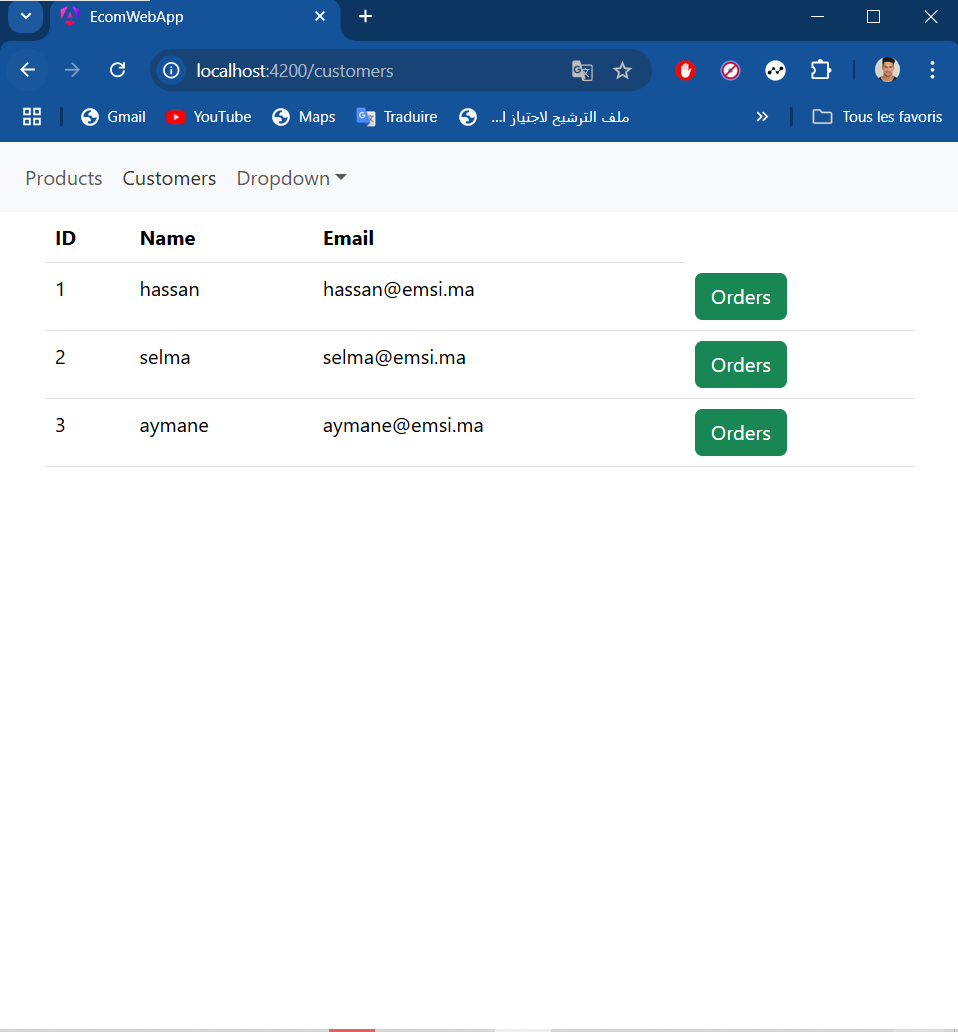 EcomWebApp
localhost:4200/customers
Gmail YouTube Maps Traduire ملف الترشيح لاجتياز ا... Tous les favoris
Products Customers Dropdown
ID Name Email
1 hassan hassan@emsi.ma Orders
2 selma selma@emsi.ma Orders
3 aymane aymane@emsi.ma Orders